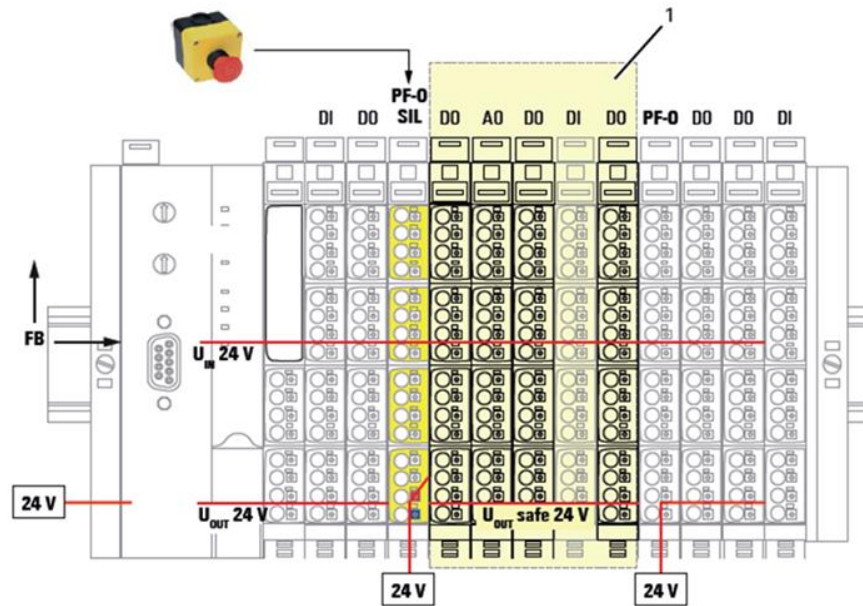 1
PF-O
SIL
DI DO DO AO DO DI DO PF-O DO DO DI
FB
U_IN 24 V
24 V
U_OUT 24 V
U_OUT safe 24 V
24 V
24 V